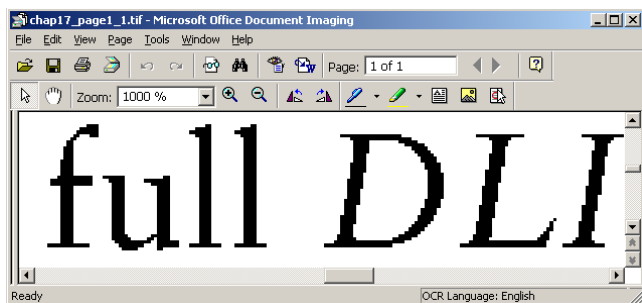 chap17_page1_1.tif - Microsoft Office Document Imaging
File Edit View Page Tools Window Help
Page: 1 of 1
Zoom: 1000 %
full DLI
Ready OCR Language: English